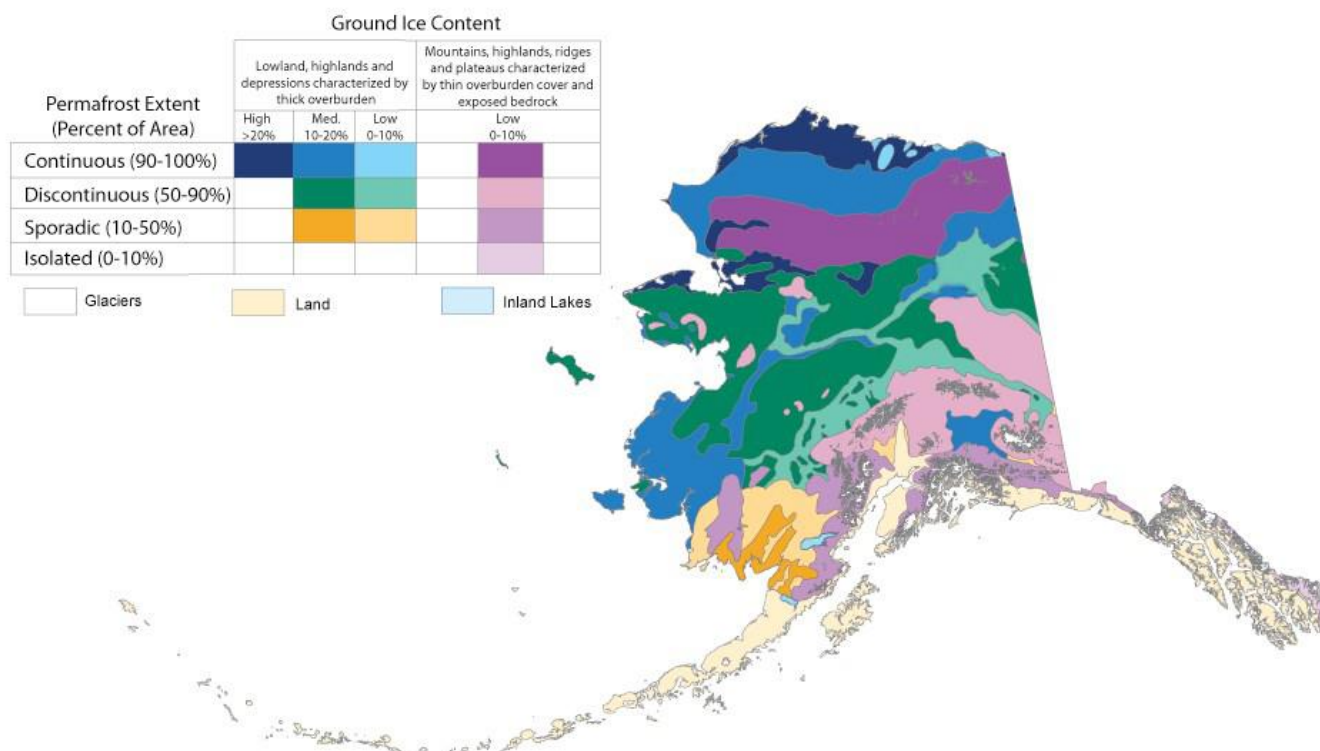 Ground Ice Content
Lowland, highlands and
depressions characterized by
thick overburden
Mountains, highlands, ridges
and plateaus characterized
by thin overburden cover and
exposed bedrock
Permafrost Extent
(Percent of Area)
High
>20%
Med.
10-20%
Low
0-10%
Low
0-10%
Continuous (90-100%)
Discontinuous (50-90%)
Sporadic (10-50%)
Isolated (0-10%)
Glaciers
Land
Inland Lakes